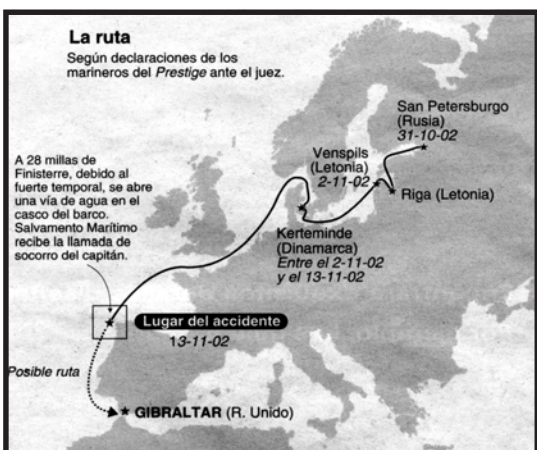 La ruta
Según declaraciones de los
marineros del Prestige ante el juez.
San Petersburgo
(Rusia)
31-10-02
Venspils
(Letonia)
2-11-02
Riga (Letonia)
A 28 millas de
Finisterre, debido al
fuerte temporal, se abre
una vía de agua en el
casco del barco.
Salvamento Marítimo
recibe la llamada de
socorro del capitán.
Kerteminde
(Dinamarca)
Entre el 2-11-02
y el 13-11-02
Lugar del accidente
13-11-02
Posible ruta
GIBRALTAR (R. Unido)